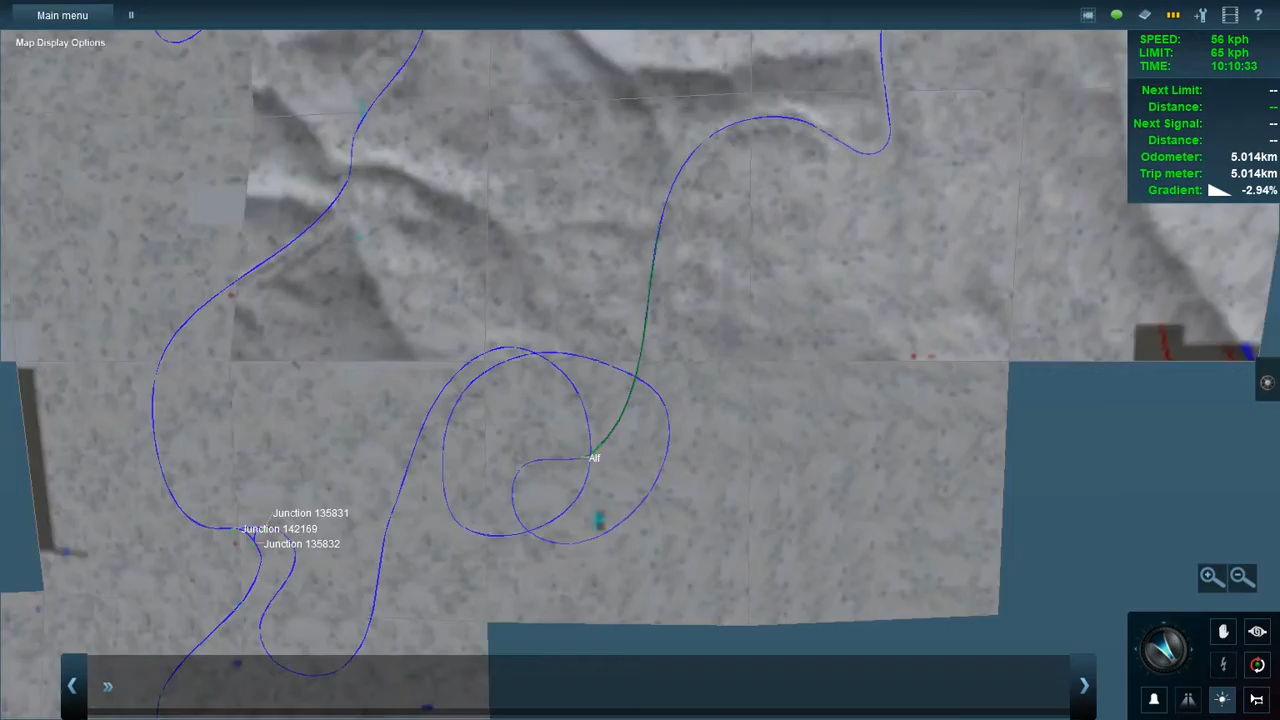 Main menu
Map Display Options
SPEED: 56 kph
LIMIT: 65 kph
TIME: 10:10:33
Next Limit: --
Distance: --
Next Signal: --
Distance: --
Odometer: 5.014km
Trip meter: 5.014km
Gradient: -2.94%
Alf
Junction 135831
Junction 142169
Junction 135832